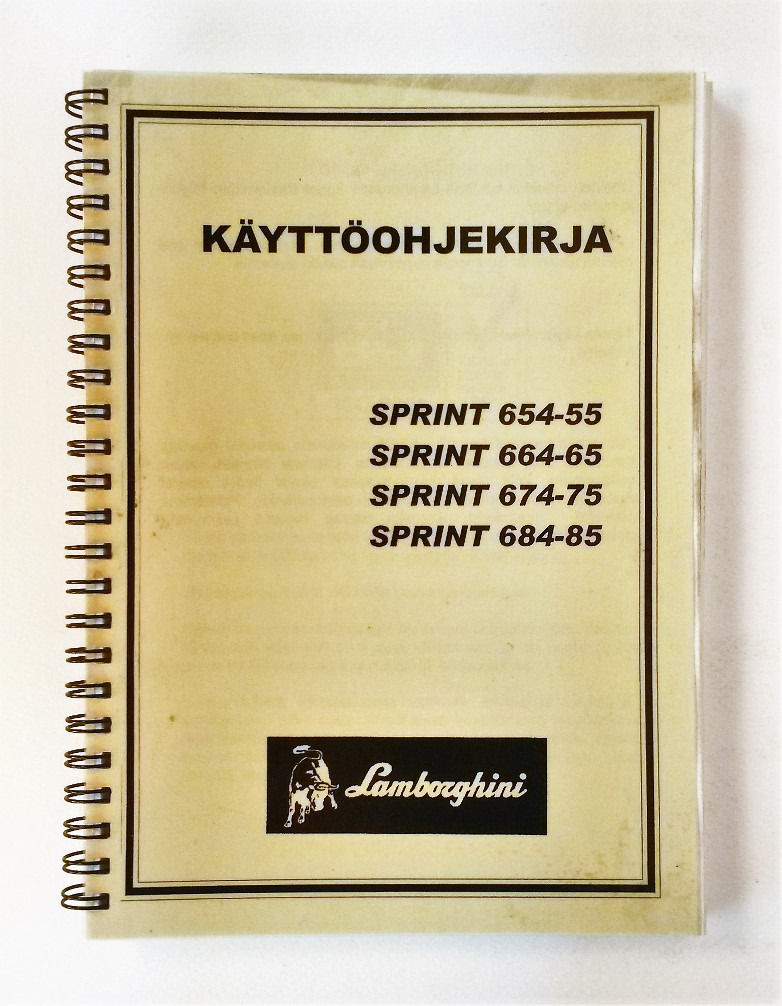 KÄYTTÖOHJEKIRJA
SPRINT 654-55
SPRINT 664-65
SPRINT 674-75
SPRINT 684-85
Lamborghini